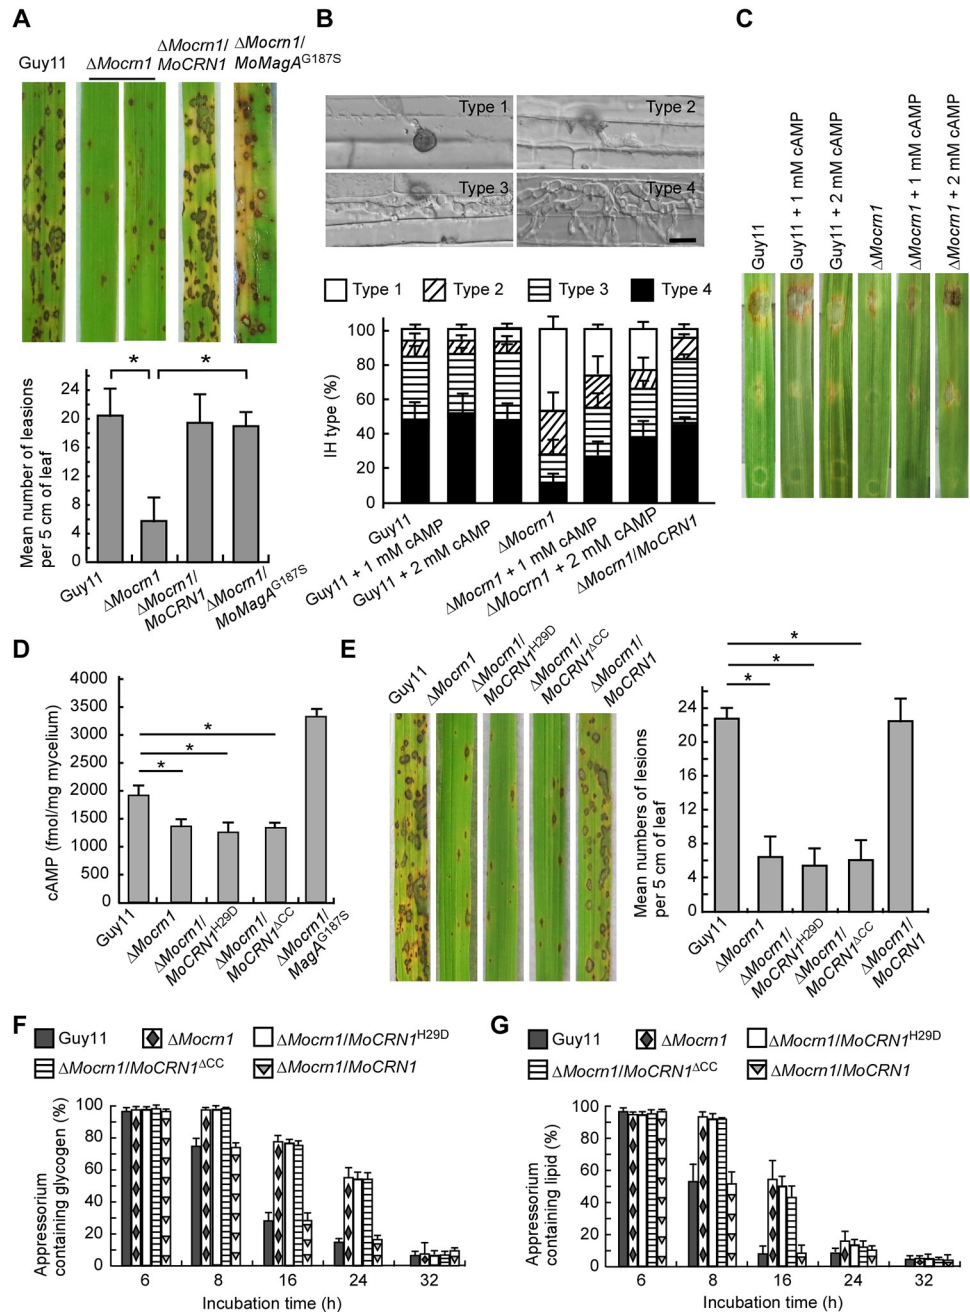 A
Guy11
ΔMocrn1
ΔMocrn1/
MoCRN1
ΔMocrn1/
MoMagA^G187S
*
*
Mean number of lesions
per 5 cm of leaf
24
20
16
12
8
4
0
Guy11
ΔMocrn1
ΔMocrn1/
MoCRN1
ΔMocrn1/
MoMagA^G187S
B
Type 1
Type 2
Type 3
Type 4
Type 1
Type 2
Type 3
Type 4
IH type (%)
100
80
60
40
20
0
Guy11
Guy11 + 1 mM cAMP
Guy11 + 2 mM cAMP
ΔMocrn1
ΔMocrn1 + 1 mM cAMP
ΔMocrn1 + 2 mM cAMP
ΔMocrn1/MoCRN1
C
Guy11
Guy11 + 1 mM cAMP
Guy11 + 2 mM cAMP
ΔMocrn1
ΔMocrn1 + 1 mM cAMP
ΔMocrn1 + 2 mM cAMP
D
cAMP (fmol/mg mycelium)
4000
3500
3000
2500
2000
1500
1000
500
0
*
*
*
Guy11
ΔMocrn1
ΔMocrn1/
MoCRN1^H29D
ΔMocrn1/
MoCRN1^ΔCC
ΔMocrn1/
MagA^G187S
E
Guy11
ΔMocrn1
ΔMocrn1/
MoCRN1^H29D
ΔMocrn1/
MoCRN1^ΔCC
ΔMocrn1/
MoCRN1
Mean numbers of lesions
per 5 cm of leaf
24
20
16
12
8
4
0
*
*
*
Guy11
ΔMocrn1
ΔMocrn1/
MoCRN1^H29D
ΔMocrn1/
MoCRN1^ΔCC
ΔMocrn1/
MoCRN1
F
Guy11
ΔMocrn1
ΔMocrn1/MoCRN1^H29D
ΔMocrn1/MoCRN1^ΔCC
ΔMocrn1/MoCRN1
Appressorium
containing glycogen (%)
100
80
60
40
20
0
6 8 16 24 32
Incubation time (h)
G
Guy11
ΔMocrn1
ΔMocrn1/MoCRN1^H29D
ΔMocrn1/MoCRN1^ΔCC
ΔMocrn1/MoCRN1
Appressorium
containing lipid (%)
100
80
60
40
20
0
6 8 16 24 32
Incubation time (h)